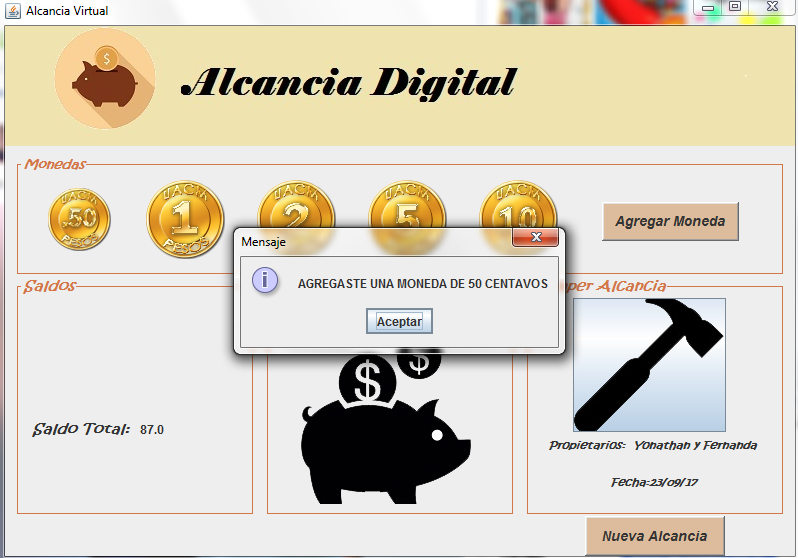 Alcancia Virtual
$
Alcancia Digital
Monedas
UACM
.50
PESOS
UACM
1
PESOS
UACM
2
UACM
5
UACM
10
Agregar Moneda
Mensaje
i
AGREGASTE UNA MONEDA DE 50 CENTAVOS
Aceptar
Saldos
per AlCanCia
$
$
Saldo Total: 87.0
Propietarios: Yonathan y Fernanda
Fecha:23/09/17
Nueva Alcancia